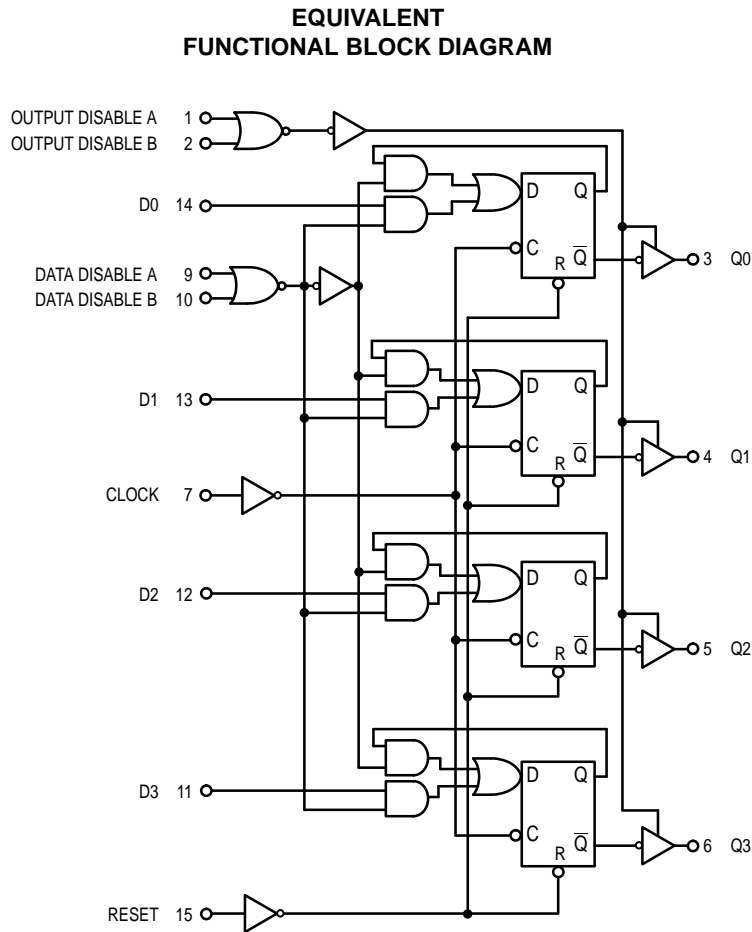 EQUIVALENT
FUNCTIONAL BLOCK DIAGRAM
OUTPUT DISABLE A 1
OUTPUT DISABLE B 2
D0 14
D Q
C
R Q̅
3 Q0
DATA DISABLE A 9
DATA DISABLE B 10
D1 13
D Q
C
R Q̅
4 Q1
CLOCK 7
D2 12
D Q
C
R Q̅
5 Q2
D3 11
D Q
C
R Q̅
6 Q3
RESET 15